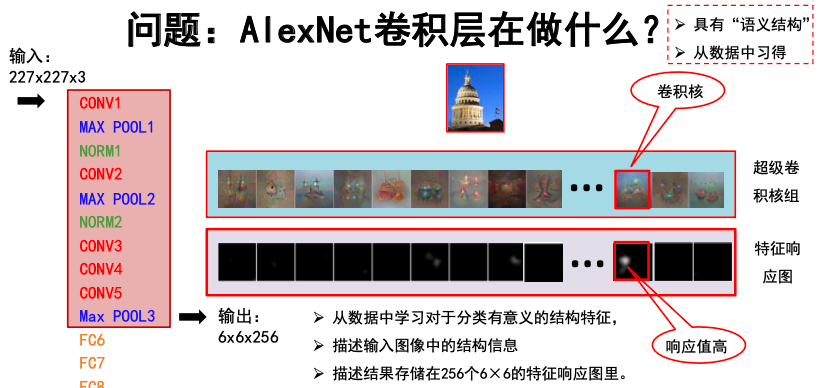 问题：AlexNet卷积层在做什么？
➢ 具有“语义结构”
➢ 从数据中习得
输入：
227x227x3
CONV1
MAX POOL1
NORM1
CONV2
MAX POOL2
NORM2
CONV3
CONV4
CONV5
Max POOL3
FC6
FC7
FC8
卷积核
超级卷
积核组
特征响
应图
响应值高
输出：
6x6x256
➢ 从数据中学习对于分类有意义的结构特征，
➢ 描述输入图像中的结构信息
➢ 描述结果存储在256个6×6的特征响应图里。